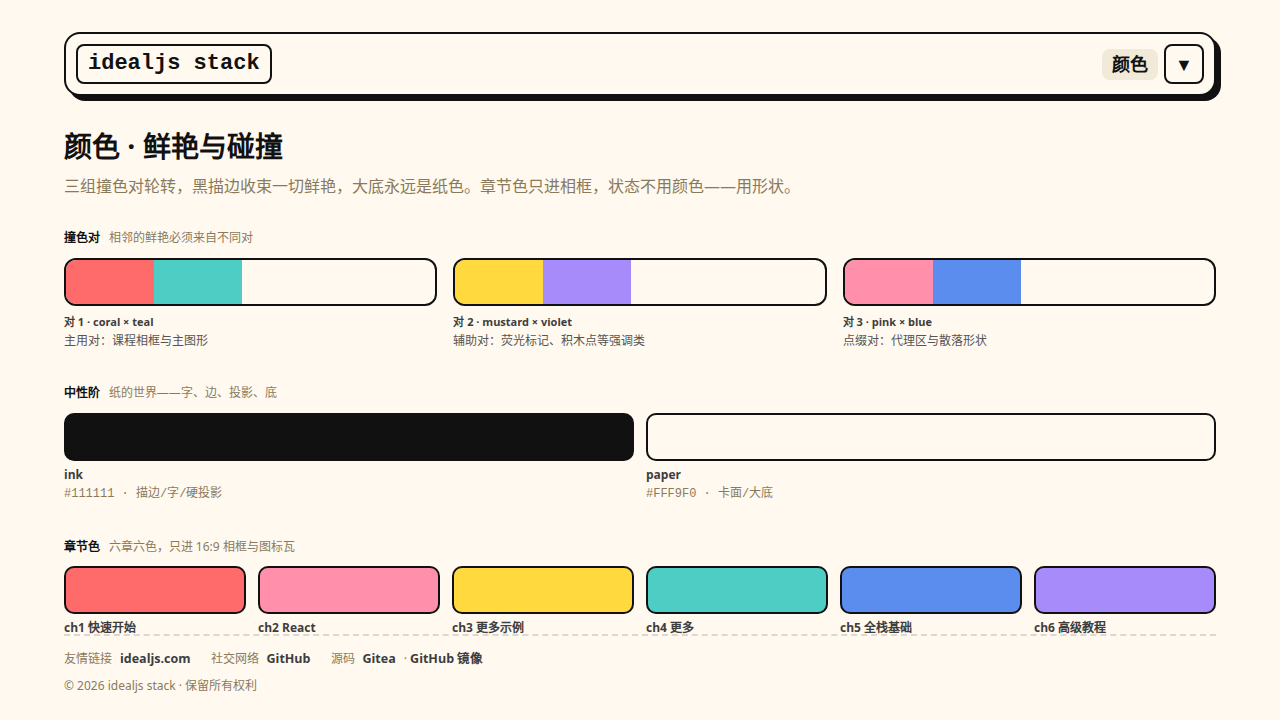 idealjs stack
颜色 ▼
颜色 · 鲜艳与碰撞
三组撞色对轮转，黑描边收束一切鲜艳，大底永远是纸色。章节色只进相框，状态不用颜色——用形状。
撞色对 相邻的鲜艳必须来自不同对
对 1 · coral × teal
主用对：课程相框与主图形
对 2 · mustard × violet
辅助对：荧光标记、积木点等强调类
对 3 · pink × blue
点缀对：代理区与散落形状
中性阶 纸的世界——字、边、投影、底
ink
#111111 · 描边/字/硬投影
paper
#FFF9F0 · 卡面/大底
章节色 六章六色，只进 16:9 相框与图标瓦
ch1 快速开始
ch2 React
ch3 更多示例
ch4 更多
ch5 全栈基础
ch6 高级教程
友情链接 idealjs.com 社交网络 GitHub 源码 Gitea · GitHub 镜像
© 2026 idealjs stack · 保留所有权利